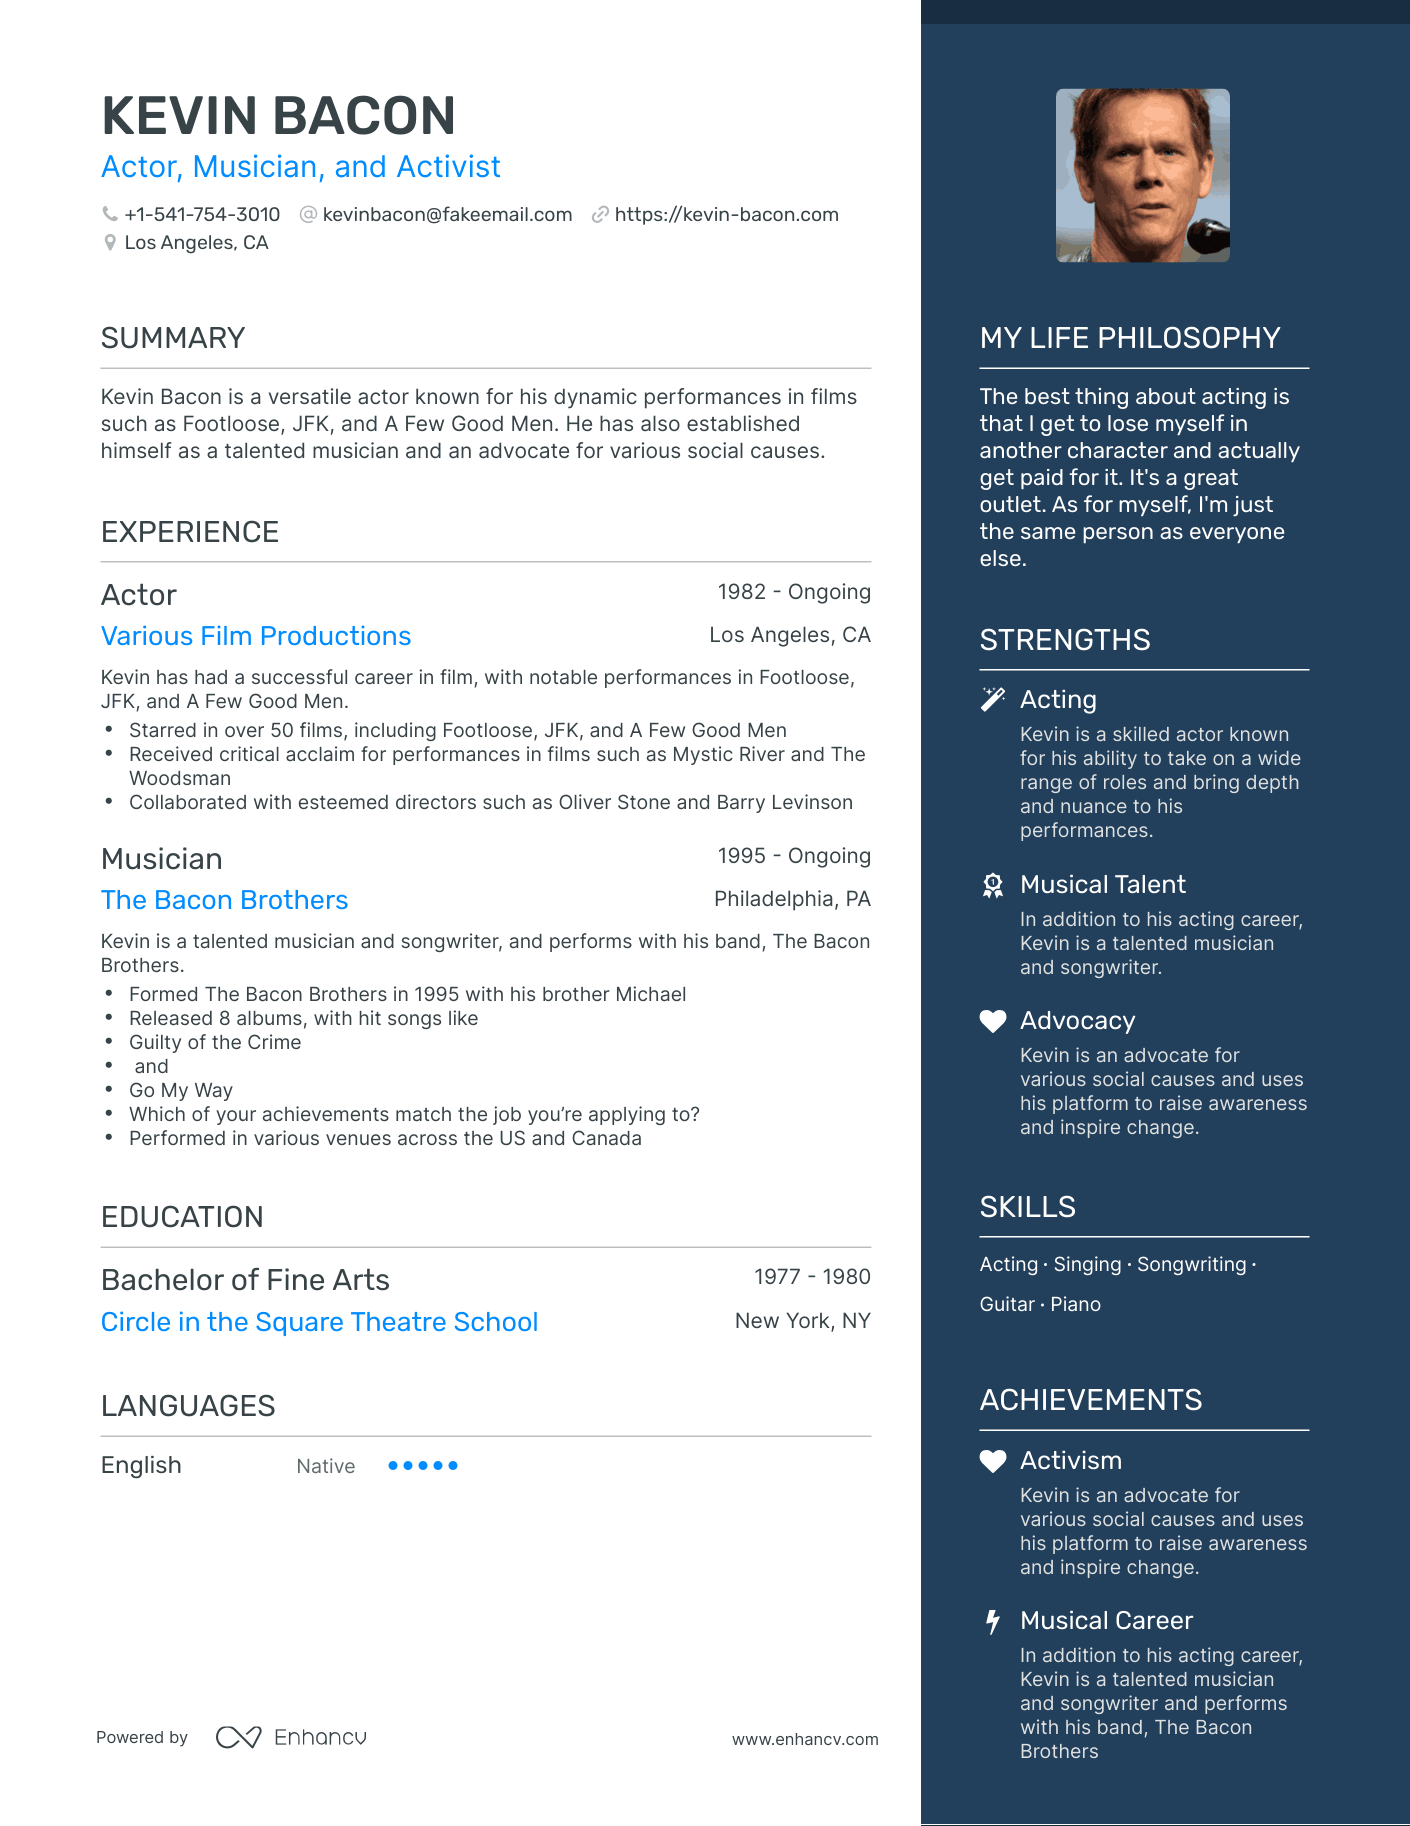 KEVIN BACON
Actor, Musician, and Activist
+1-541-754-3010 kevinbacon@fakeemail.com https://kevin-bacon.com
Los Angeles, CA
SUMMARY
Kevin Bacon is a versatile actor known for his dynamic performances in films
such as Footloose, JFK, and A Few Good Men. He has also established
himself as a talented musician and an advocate for various social causes.
EXPERIENCE
Actor 1982 - Ongoing
Various Film Productions Los Angeles, CA
Kevin has had a successful career in film, with notable performances in Footloose,
JFK, and A Few Good Men.
• Starred in over 50 films, including Footloose, JFK, and A Few Good Men
• Received critical acclaim for performances in films such as Mystic River and The
Woodsman
• Collaborated with esteemed directors such as Oliver Stone and Barry Levinson
Musician 1995 - Ongoing
The Bacon Brothers Philadelphia, PA
Kevin is a talented musician and songwriter, and performs with his band, The Bacon
Brothers.
• Formed The Bacon Brothers in 1995 with his brother Michael
• Released 8 albums, with hit songs like
• Guilty of the Crime
• and
• Go My Way
• Which of your achievements match the job you’re applying to?
• Performed in various venues across the US and Canada
EDUCATION
Bachelor of Fine Arts 1977 - 1980
Circle in the Square Theatre School New York, NY
LANGUAGES
English Native
Powered by Enhancv www.enhancv.com
MY LIFE PHILOSOPHY
The best thing about acting is
that I get to lose myself in
another character and actually
get paid for it. It's a great
outlet. As for myself, I'm just
the same person as everyone
else.
STRENGTHS
Acting
Kevin is a skilled actor known
for his ability to take on a wide
range of roles and bring depth
and nuance to his
performances.
Musical Talent
In addition to his acting career,
Kevin is a talented musician
and songwriter.
Advocacy
Kevin is an advocate for
various social causes and uses
his platform to raise awareness
and inspire change.
SKILLS
Acting · Singing · Songwriting ·
Guitar · Piano
ACHIEVEMENTS
Activism
Kevin is an advocate for
various social causes and uses
his platform to raise awareness
and inspire change.
Musical Career
In addition to his acting career,
Kevin is a talented musician
and songwriter and performs
with his band, The Bacon
Brothers